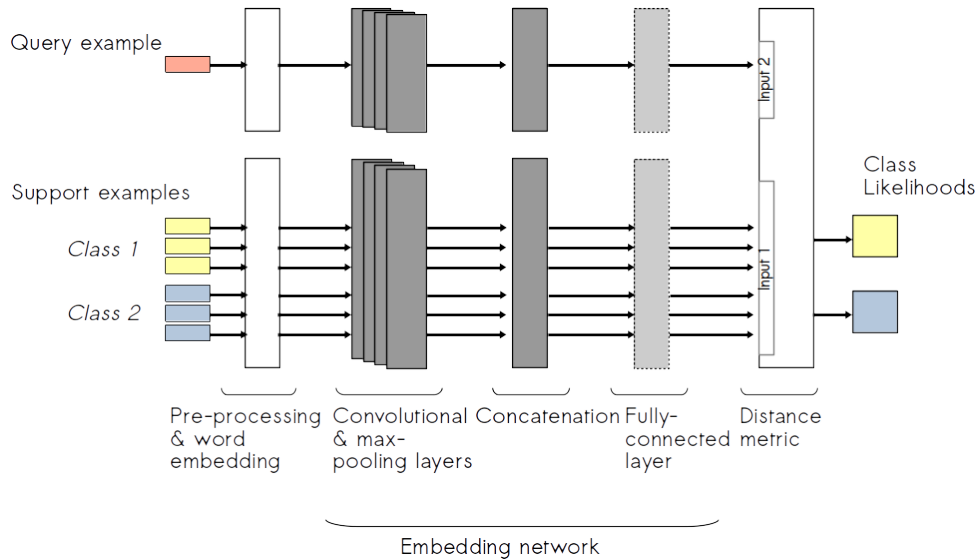 Query example
Input 2
Support examples
Class 1
Class 2
Input 1
Class
Likelihoods
Pre-processing
& word
embedding
Convolutional
& max-
pooling layers
Concatenation
Fully-
connected
layer
Distance
metric
Embedding network